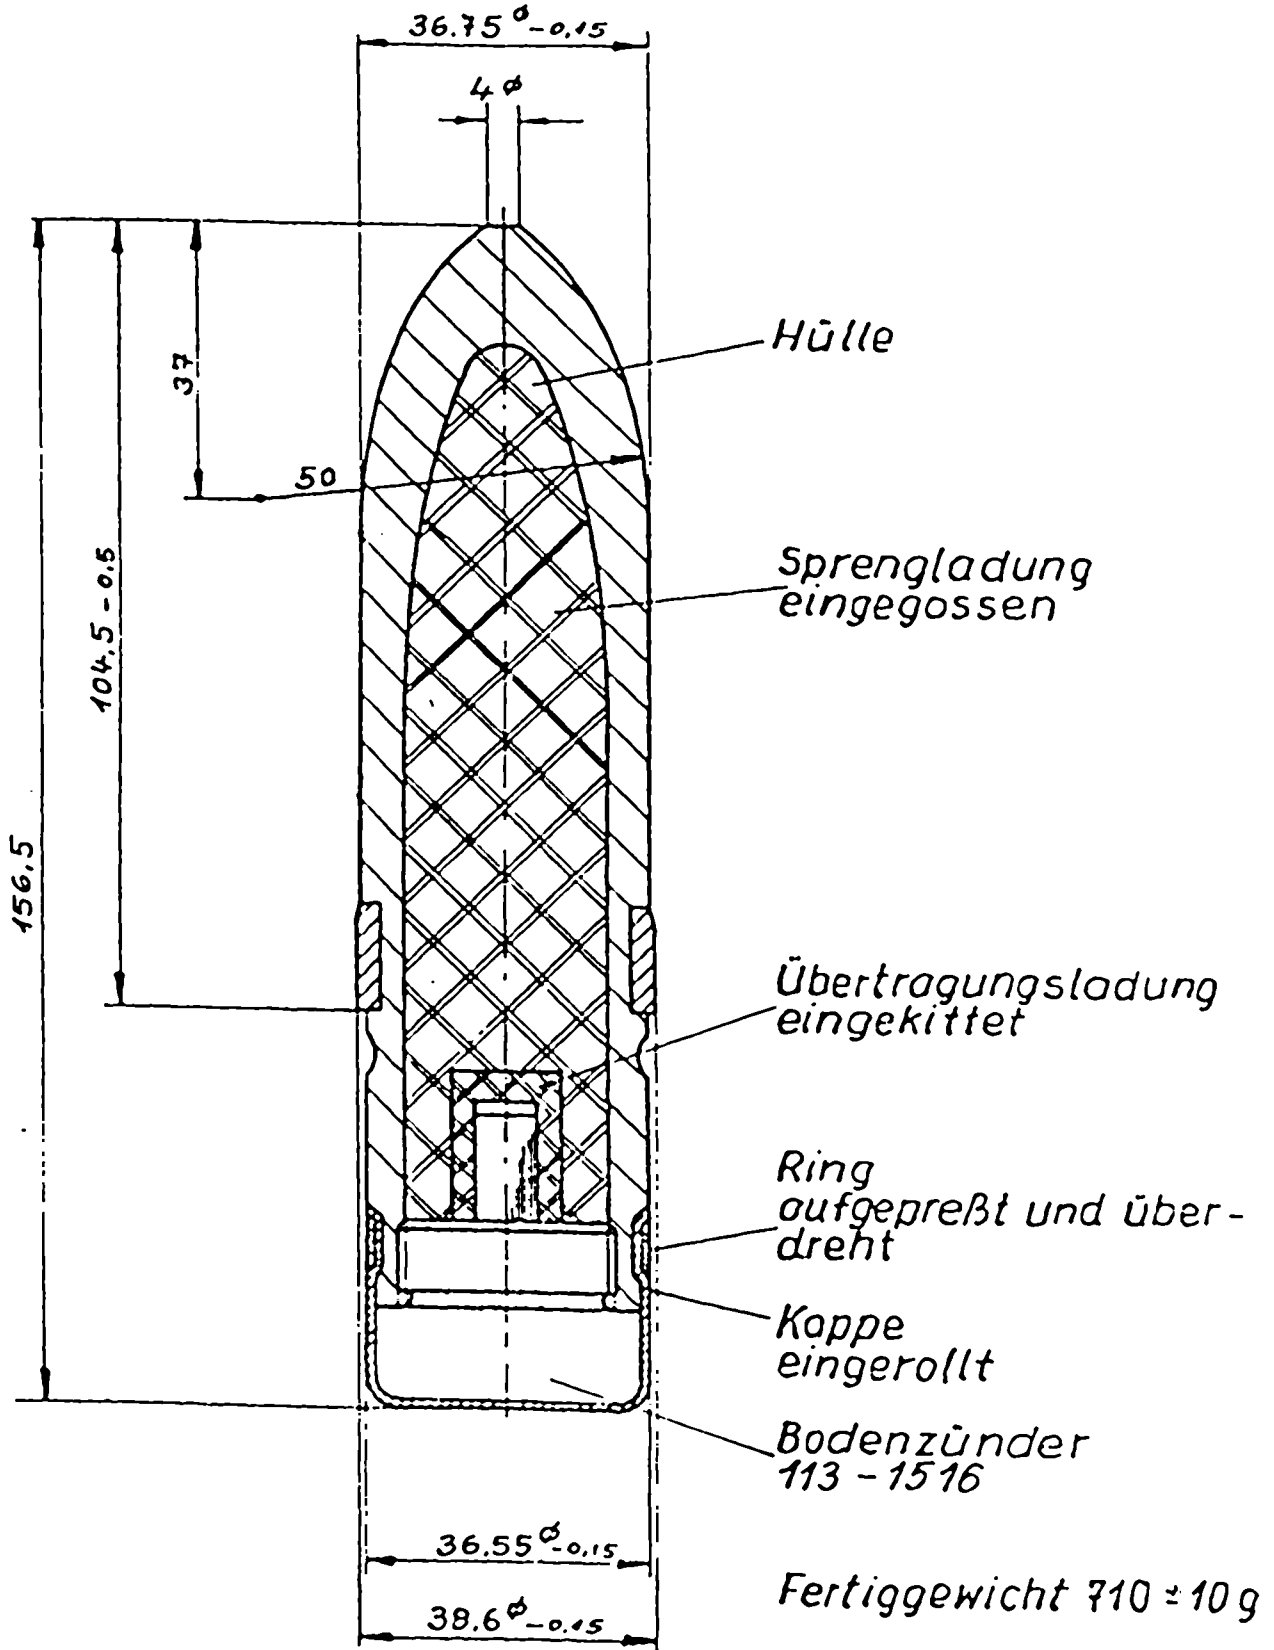 36.75 ⌀ -0.15
4 ⌀
Hülle
37
50
Sprengladung
eingegossen
104,5 - 0.5
156,5
Übertragungsladung
eingekittet
Ring
aufgepreßt und über-
dreht
Kappe
eingerollt
Bodenzünder
113 - 1516
36.55 ⌀ -0.15
Fertiggewicht 710 ± 10 g
38.6 ⌀ -0.15